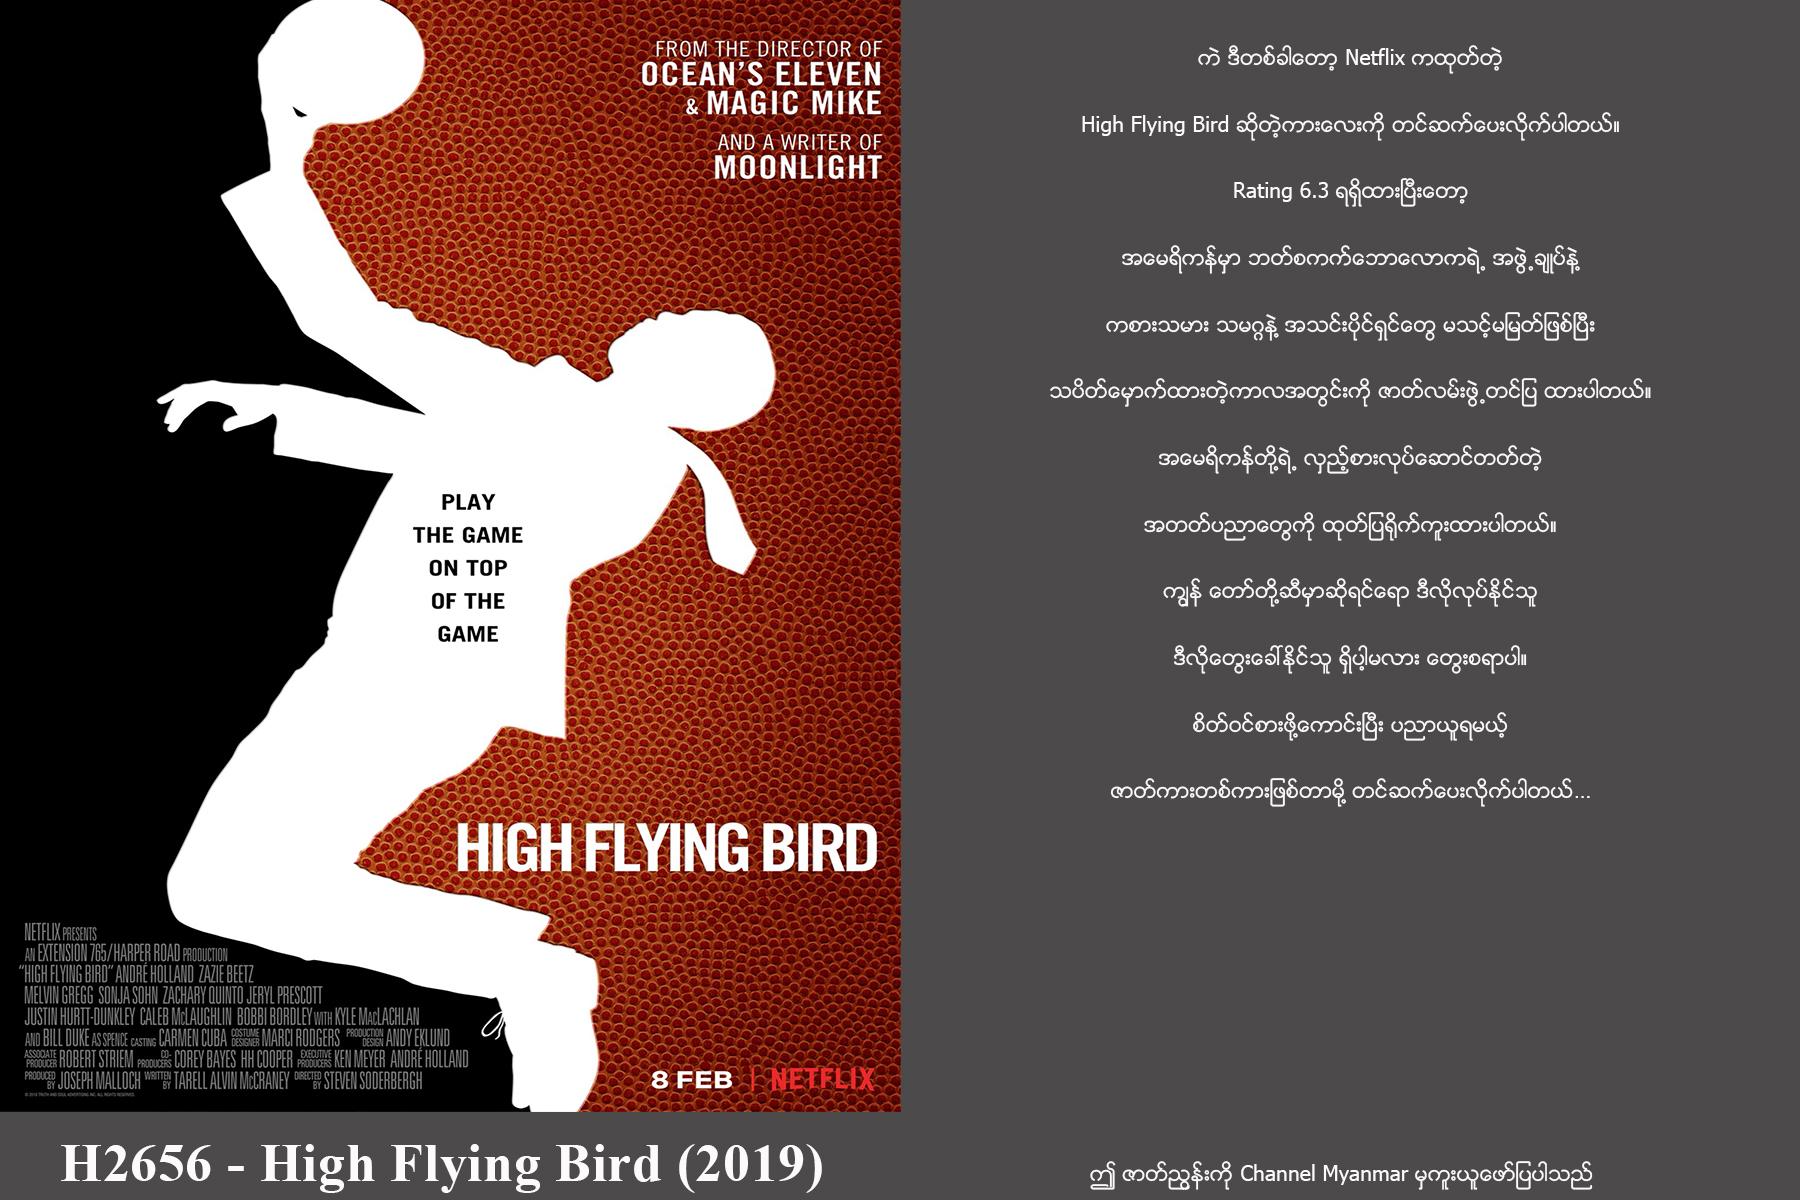 FROM THE DIRECTOR OF
OCEAN'S ELEVEN
& MAGIC MIKE
AND A WRITER OF
MOONLIGHT
PLAY
THE GAME
ON TOP
OF THE
GAME
HIGH FLYING BIRD
NETFLIX PRESENTS
AN EXTENSION 765/HARPER ROAD PRODUCTION
"HIGH FLYING BIRD" ANDRÉ HOLLAND ZAZIE BEETZ
MELVIN GREGG SONJA SOHN ZACHARY QUINTO JERYL PRESCOTT
JUSTIN HURTT-DUNKLEY CALEB McLAUGHLIN BOBBI BORDLEY WITH KYLE MacLACHLAN
AND BILL DUKE AS SPENCE CASTING CARMEN CUBA COSTUME DESIGNER MARCI RODGERS PRODUCTION DESIGN ANDY EKLUND
ASSOCIATE PRODUCER ROBERT STRIEM CO-PRODUCERS COREY BAYES HH COOPER EXECUTIVE PRODUCERS KEN MEYER ANDRÉ HOLLAND
PRODUCED BY JOSEPH MALLOCH WRITTEN BY TARELL ALVIN McCRANEY DIRECTED BY STEVEN SODERBERGH
8 FEB | NETFLIX
H2656 - High Flying Bird (2019)
ကဲ ဒီတစ်ခါတော့ Netflix ကထုတ်တဲ့
High Flying Bird ဆိုတဲ့ကားလေးကို တင်ဆက်ပေးလိုက်ပါတယ်။
Rating 6.3 ရရှိထားပြီးတော့
အမေရိကန်မှာ ဘတ်စကက်ဘောလောကရဲ့ အဖွဲ့ချုပ်နဲ့
ကစားသမား သမဂ္ဂနဲ့ အသင်းပိုင်ရှင်တွေ မသင့်မမြတ်ဖြစ်ပြီး
သပိတ်မှောက်ထားတဲ့ကာလအတွင်းကို ဇာတ်လမ်းဖွဲ့တင်ပြ ထားပါတယ်။
အမေရိကန်တို့ရဲ့ လှည့်စားလုပ်ဆောင်တတ်တဲ့
အတတ်ပညာတွေကို ထုတ်ပြရိုက်ကူးထားပါတယ်။
ကျွန် တော်တို့ဆီမှာဆိုရင်ရော ဒီလိုလုပ်နိုင်သူ
ဒီလိုတွေးခေါ်နိုင်သူ ရှိပါ့မလား တွေးစရာပါ။
စိတ်ဝင်စားဖို့ကောင်းပြီး ပညာယူရမယ့်
ဇာတ်ကားတစ်ကားဖြစ်တာမို့ တင်ဆက်ပေးလိုက်ပါတယ်...
ဤ ဇာတ်ညွှန်းကို Channel Myanmar မှကူးယူဖော်ပြပါသည်